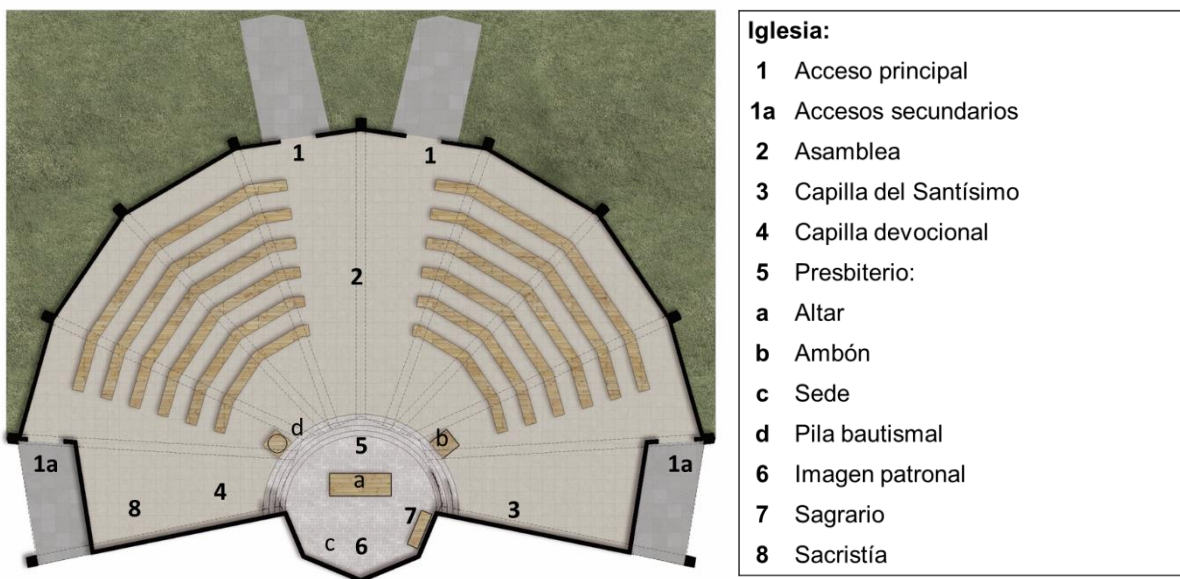 1
1
2
d
5
b
a
1a
1a
4
8
7
3
c
6
Iglesia:
1 Acceso principal
1a Accesos secundarios
2 Asamblea
3 Capilla del Santísimo
4 Capilla devocional
5 Presbiterio:
a Altar
b Ambón
c Sede
d Pila bautismal
6 Imagen patronal
7 Sagrario
8 Sacristía